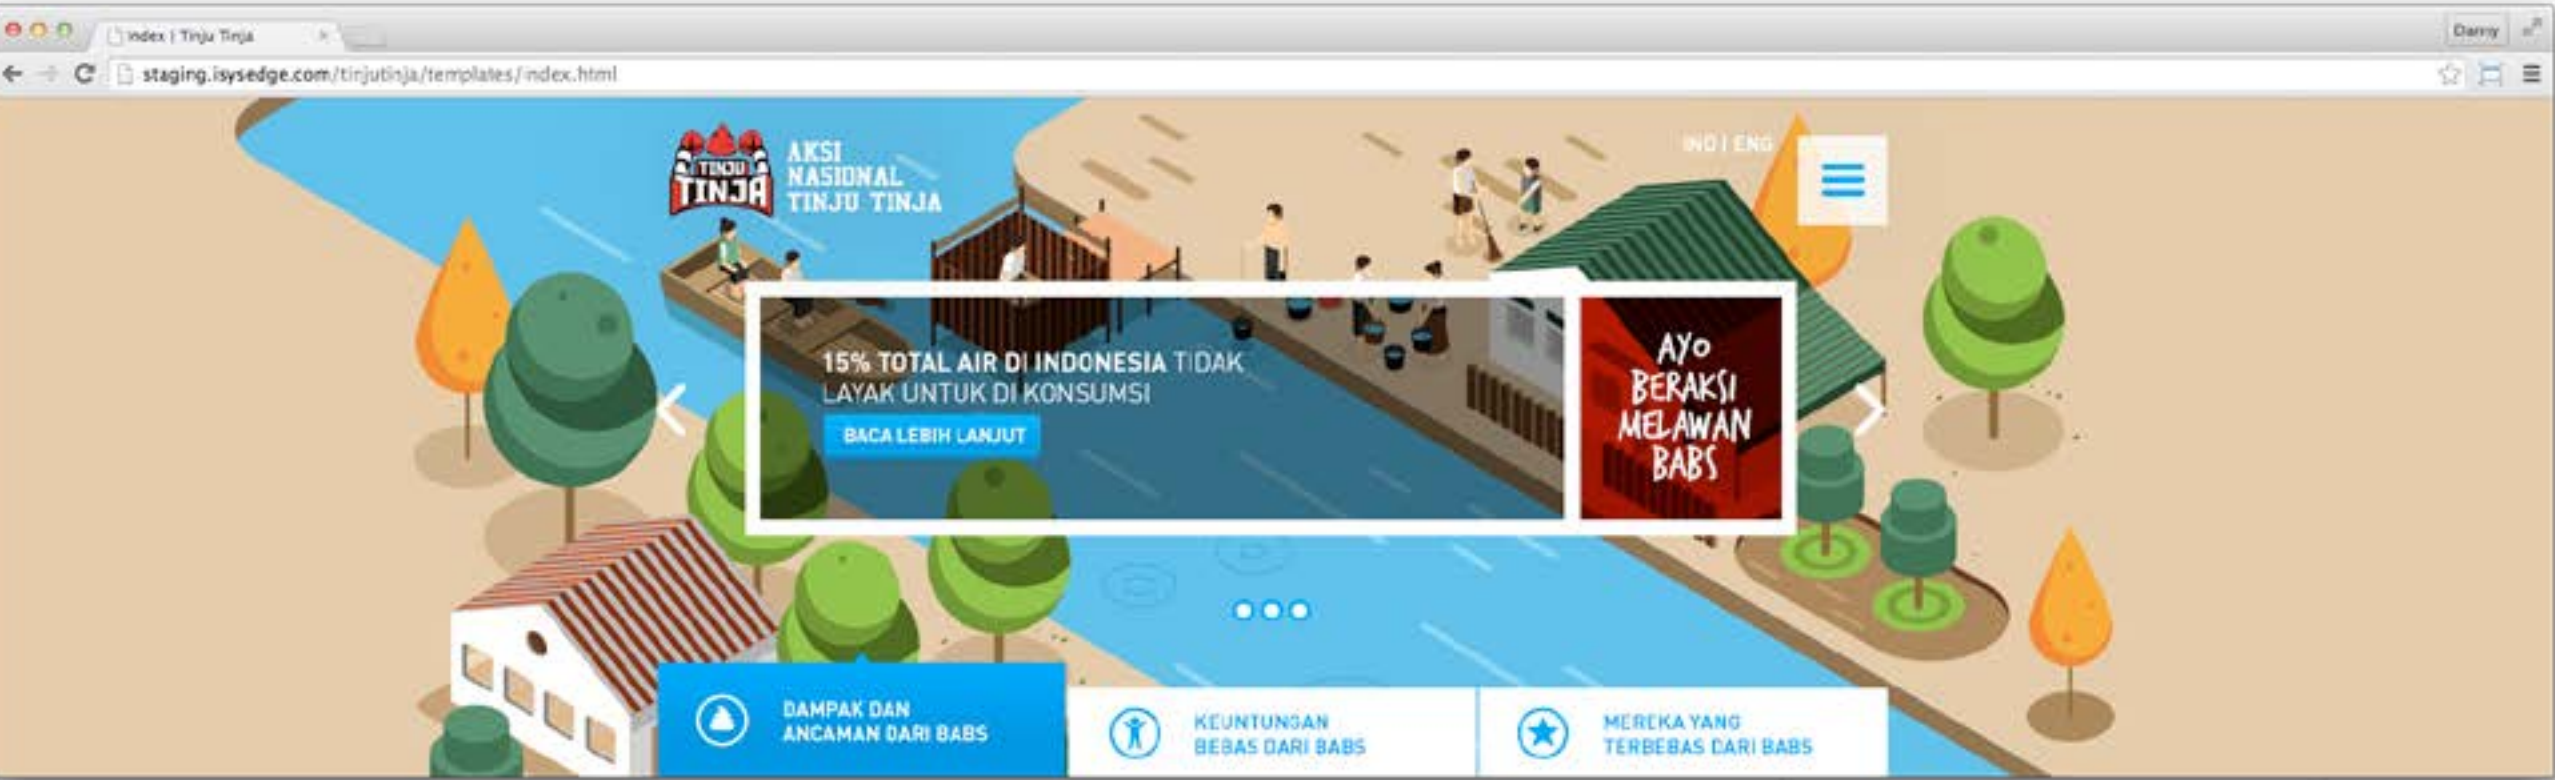 Index | Tinju Tinja
Danny
staging.isysedge.com/tinjutinja/templates/index.html
TINJU
TINJA
AKSI
NASIONAL
TINJU TINJA
IND | ENG
15% TOTAL AIR DI INDONESIA TIDAK
LAYAK UNTUK DI KONSUMSI
BACA LEBIH LANJUT
AYO
BERAKSI
MELAWAN
BABS
DAMPAK DAN
ANCAMAN DARI BABS
KEUNTUNGAN
BEBAS DARI BABS
MEREKA YANG
TERBEBAS DARI BABS